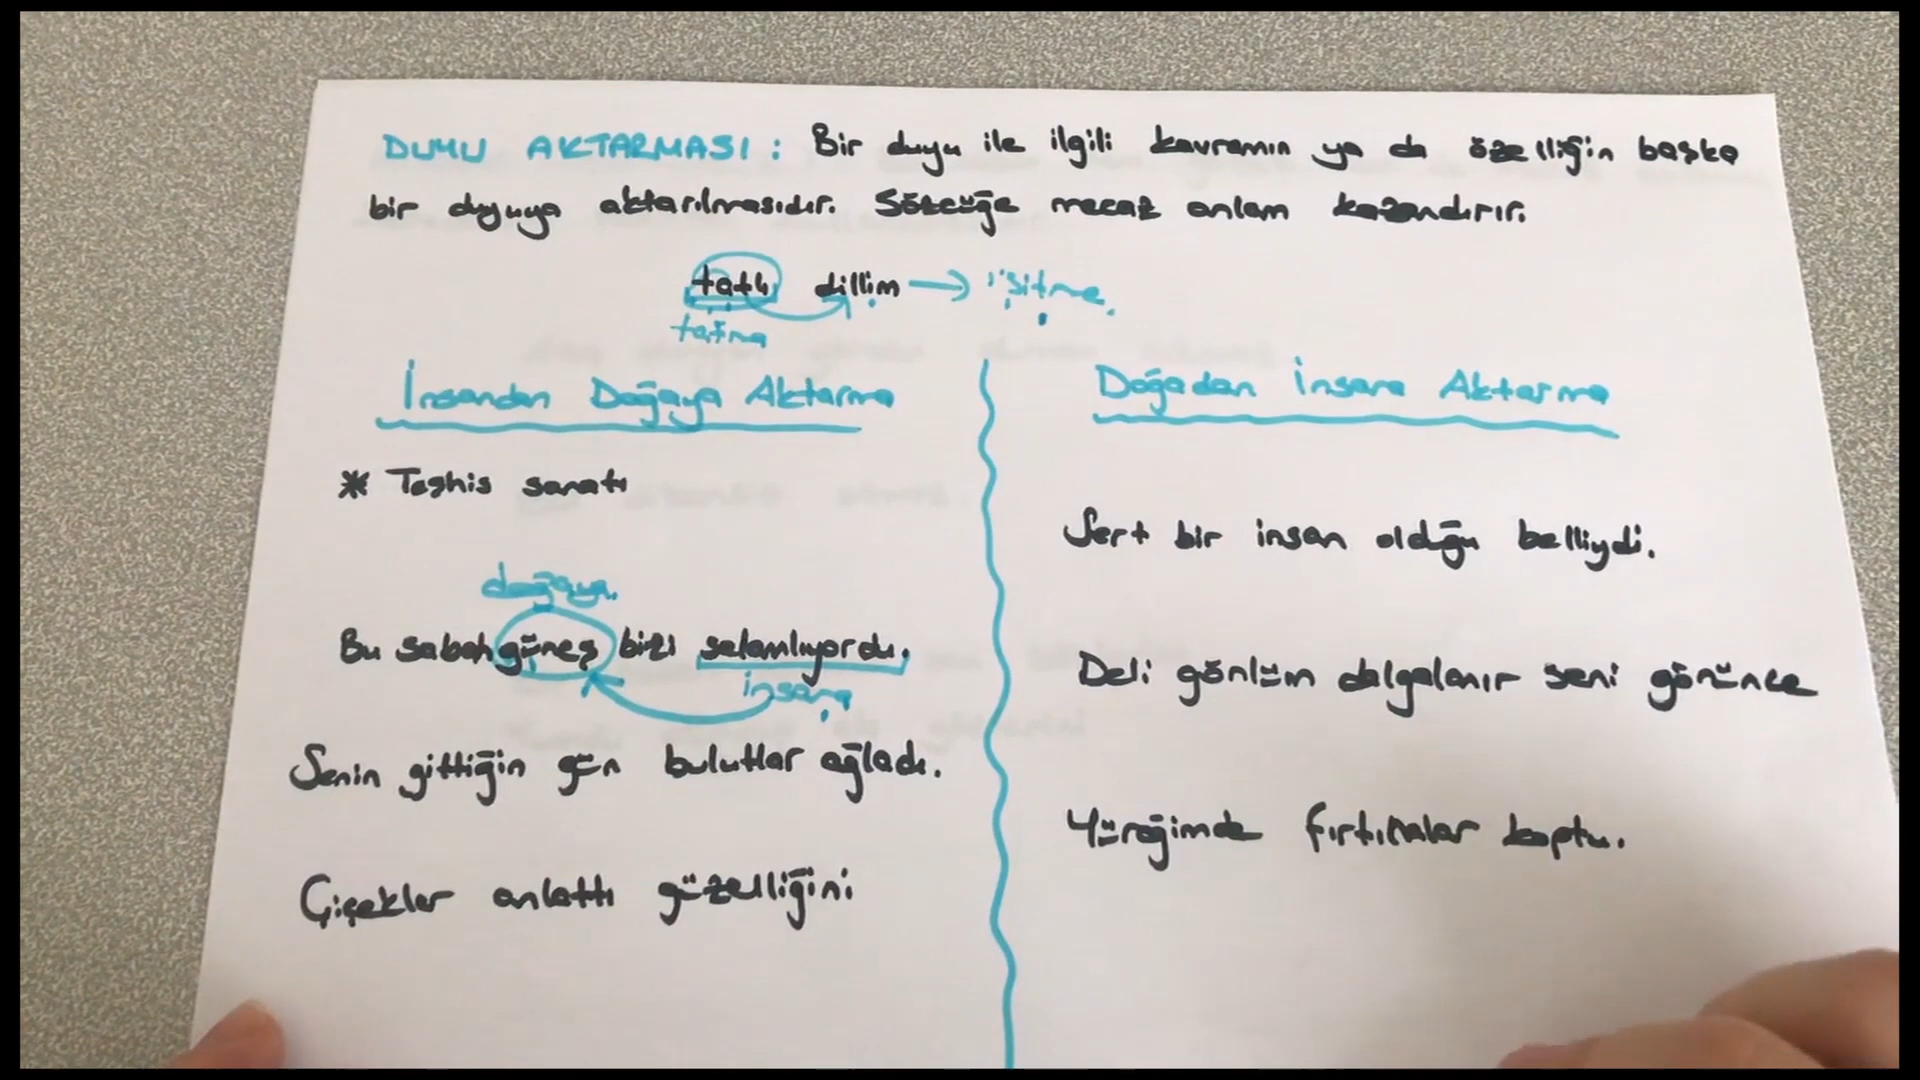 DUYU AKTARMASI : Bir duyu ile ilgili kavramın ya da özelliğin başka
bir duyuya aktarılmasıdır. Sözcüğe mecaz anlam kazandırır.
tatlı dillim → işitme
tatma
İnsandan Doğaya Aktarma
* Teşhis sanatı
doğaya.
Bu sabah güneş bizi selamlıyordu.
insana
Senin gittiğin gün bulutlar ağladı.
Çiçekler anlattı güzelliğini
Doğadan İnsana Aktarma
Sert bir insan olduğu belliydi.
Deli gönlüm dalgalanır seni görünce
Yüreğimde fırtınalar koptu.